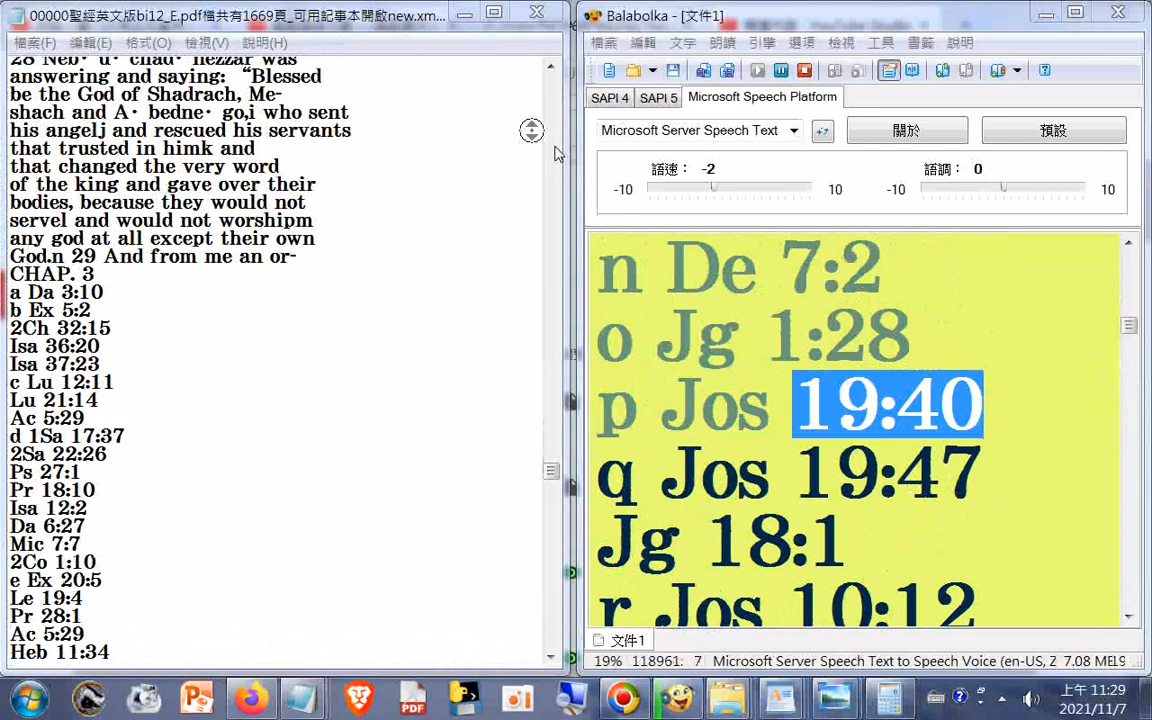 00000聖經英文版bi12_E.pdf檔共有1669頁_可用記事本開啟new.xm...
檔案(F) 編輯(E) 格式(O) 檢視(V) 說明(H)
28 Neb· u· chad· nezzar was
answering and saying: “Blessed
be the God of Shadrach, Me-
shach and A· bedne· go,i who sent
his angelj and rescued his servants
that trusted in himk and
that changed the very word
of the king and gave over their
bodies, because they would not
servel and would not worshipm
any god at all except their own
God.n 29 And from me an or-
CHAP. 3
a Da 3:10
b Ex 5:2
2Ch 32:15
Isa 36:20
Isa 37:23
c Lu 12:11
Lu 21:14
Ac 5:29
d 1Sa 17:37
2Sa 22:26
Ps 27:1
Pr 18:10
Isa 12:2
Da 6:27
Mic 7:7
2Co 1:10
e Ex 20:5
Le 19:4
Pr 28:1
Ac 5:29
Heb 11:34
Balabolka - [文件1]
檔案 編輯 文字 朗讀 引擎 選項 檢視 工具 書籤 說明
SAPI 4 SAPI 5 Microsoft Speech Platform
Microsoft Server Speech Text 關於 預設
語速： -2 語調： 0
-10 10 -10 10
n De 7:2
o Jg 1:28
p Jos 19:40
q Jos 19:47
Jg 18:1
r Jos 10:12
文件1
19% 118961: 7 Microsoft Server Speech Text to Speech Voice (en-US, Z 7.08 ME 19%
PDF
上午 11:29
2021/11/7